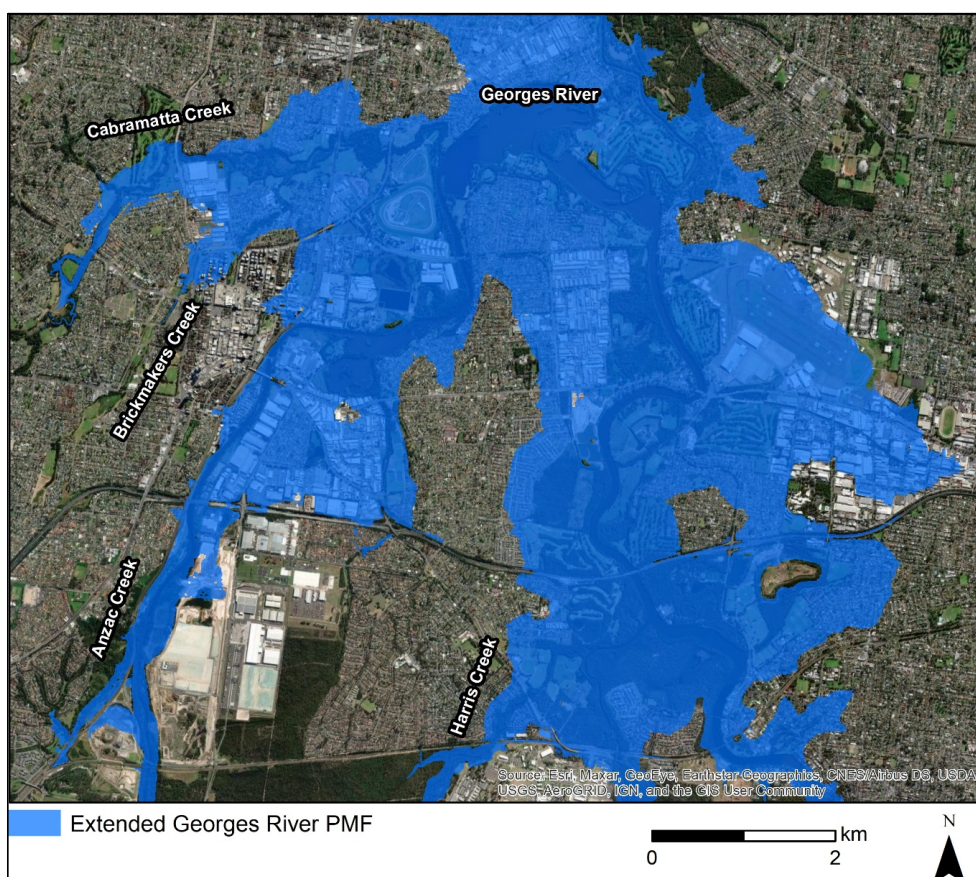 Georges River
Cabramatta Creek
Brickmakers Creek
Anzac Creek
Harris Creek
Source: Esri, Maxar, GeoEye, Earthstar Geographics, CNES/Airbus DS, USDA
USGS, AeroGRID, IGN, and the GIS User Community
Extended Georges River PMF
km
0 2
N